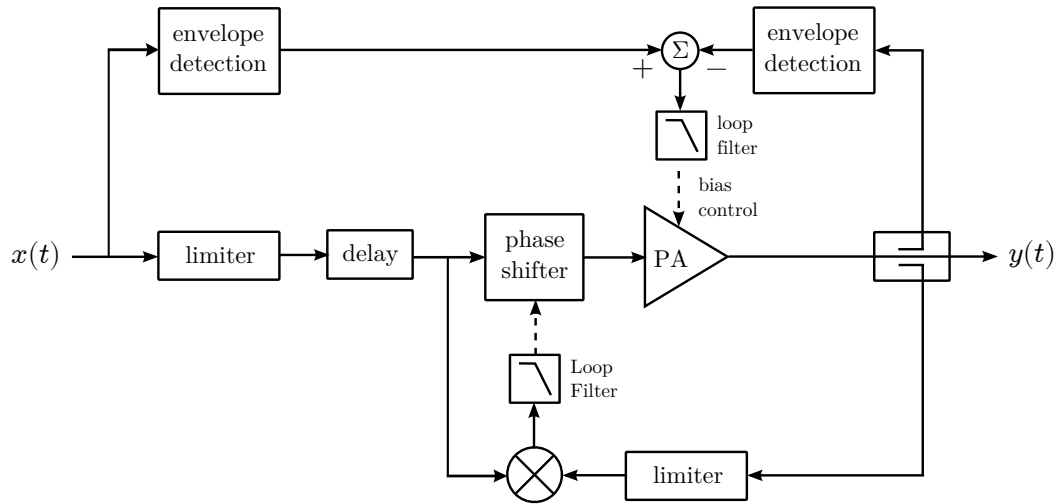 envelope
detection
Σ
+
−
envelope
detection
loop
filter
bias
control
x(t)
limiter
delay
phase
shifter
PA
y(t)
Loop
Filter
limiter